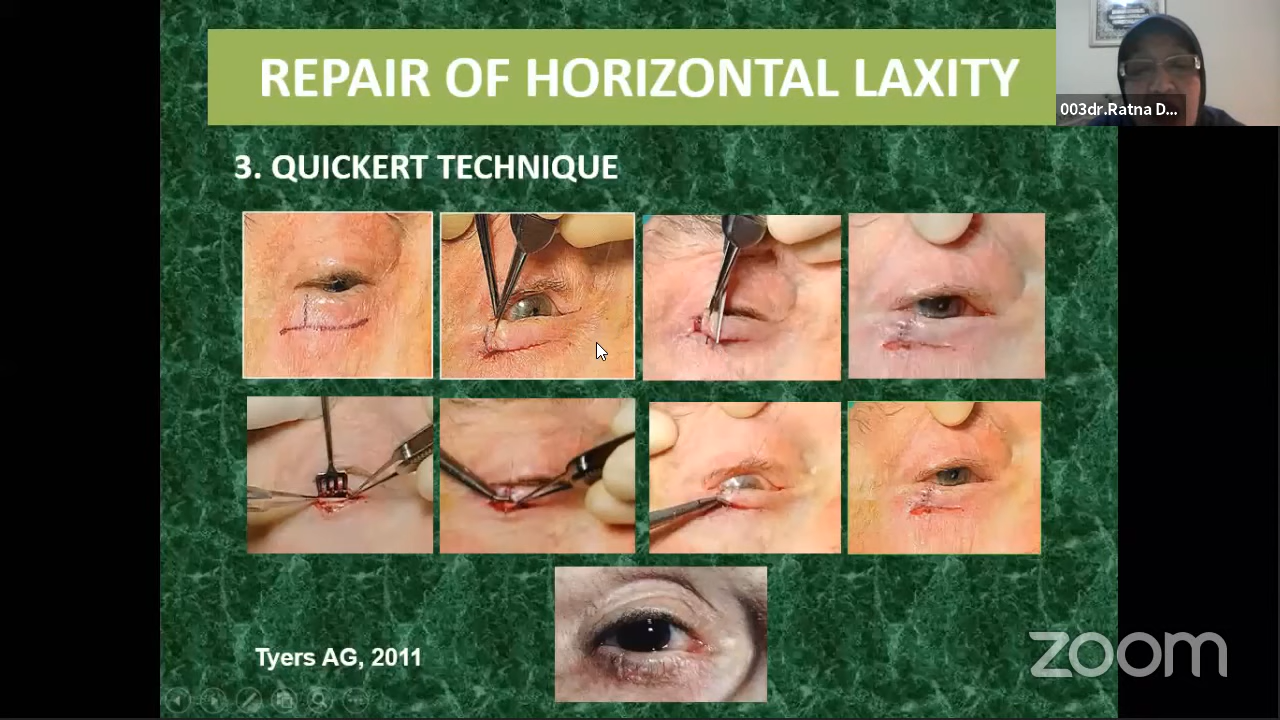 REPAIR OF HORIZONTAL LAXITY
003dr.Ratna D...
3. QUICKERT TECHNIQUE
Tyers AG, 2011
zoom